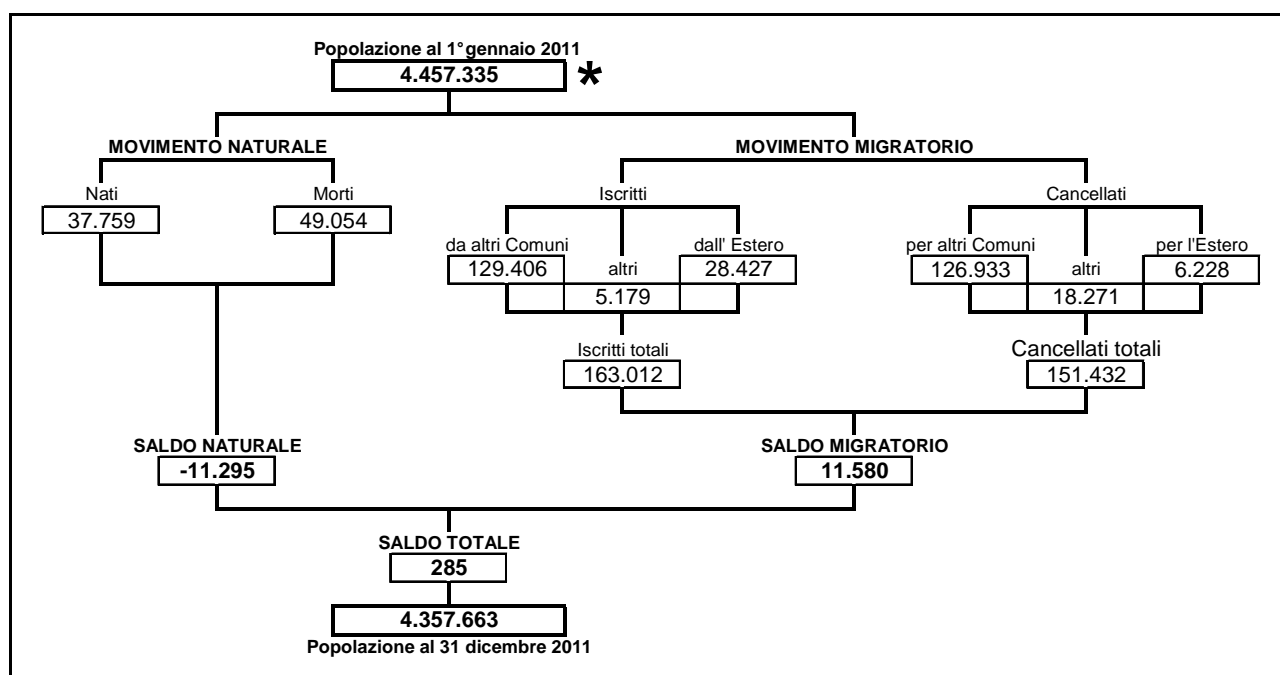 Popolazione al 1° gennaio 2011
4.457.335 *
MOVIMENTO NATURALE MOVIMENTO MIGRATORIO
Nati Morti Iscritti Cancellati
37.759 49.054
da altri Comuni dall' Estero per altri Comuni per l'Estero
129.406 altri 28.427 126.933 altri 6.228
5.179 18.271
Iscritti totali Cancellati totali
163.012 151.432
SALDO NATURALE SALDO MIGRATORIO
-11.295 11.580
SALDO TOTALE
285
4.357.663
Popolazione al 31 dicembre 2011